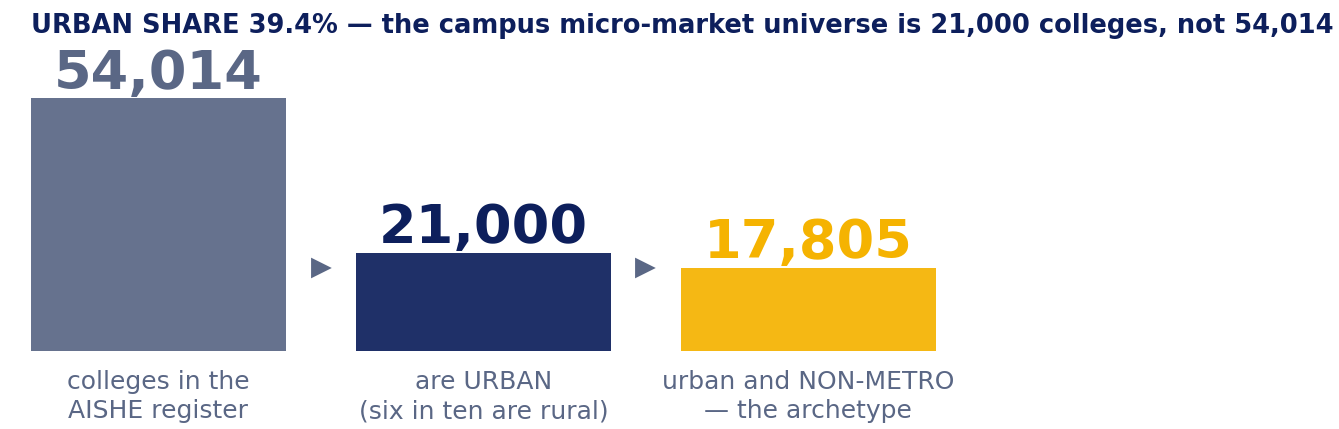 URBAN SHARE 39.4% — the campus micro-market universe is 21,000 colleges, not 54,014
54,014
21,000
17,805
▶
▶
colleges in the
AISHE register
are URBAN
(six in ten are rural)
urban and NON-METRO
— the archetype